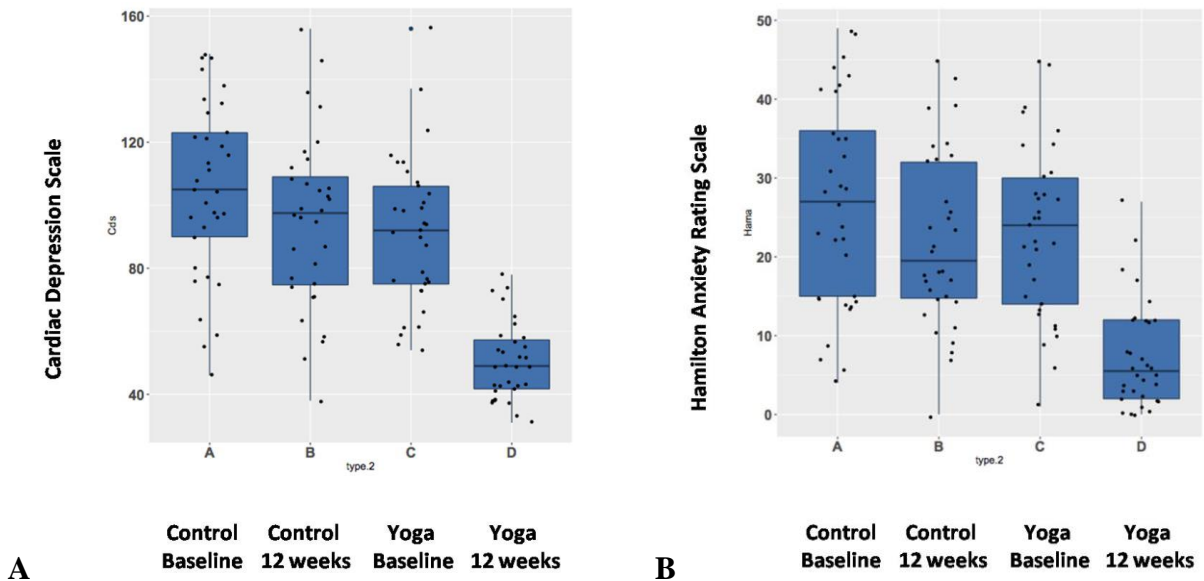 Cardiac Depression Scale
Cds
160
120
80
40
A B C D
type.2
Control Baseline
Control 12 weeks
Yoga Baseline
Yoga 12 weeks
A
Hamilton Anxiety Rating Scale
Hama
50
40
30
20
10
0
A B C D
type.2
Control Baseline
Control 12 weeks
Yoga Baseline
Yoga 12 weeks
B